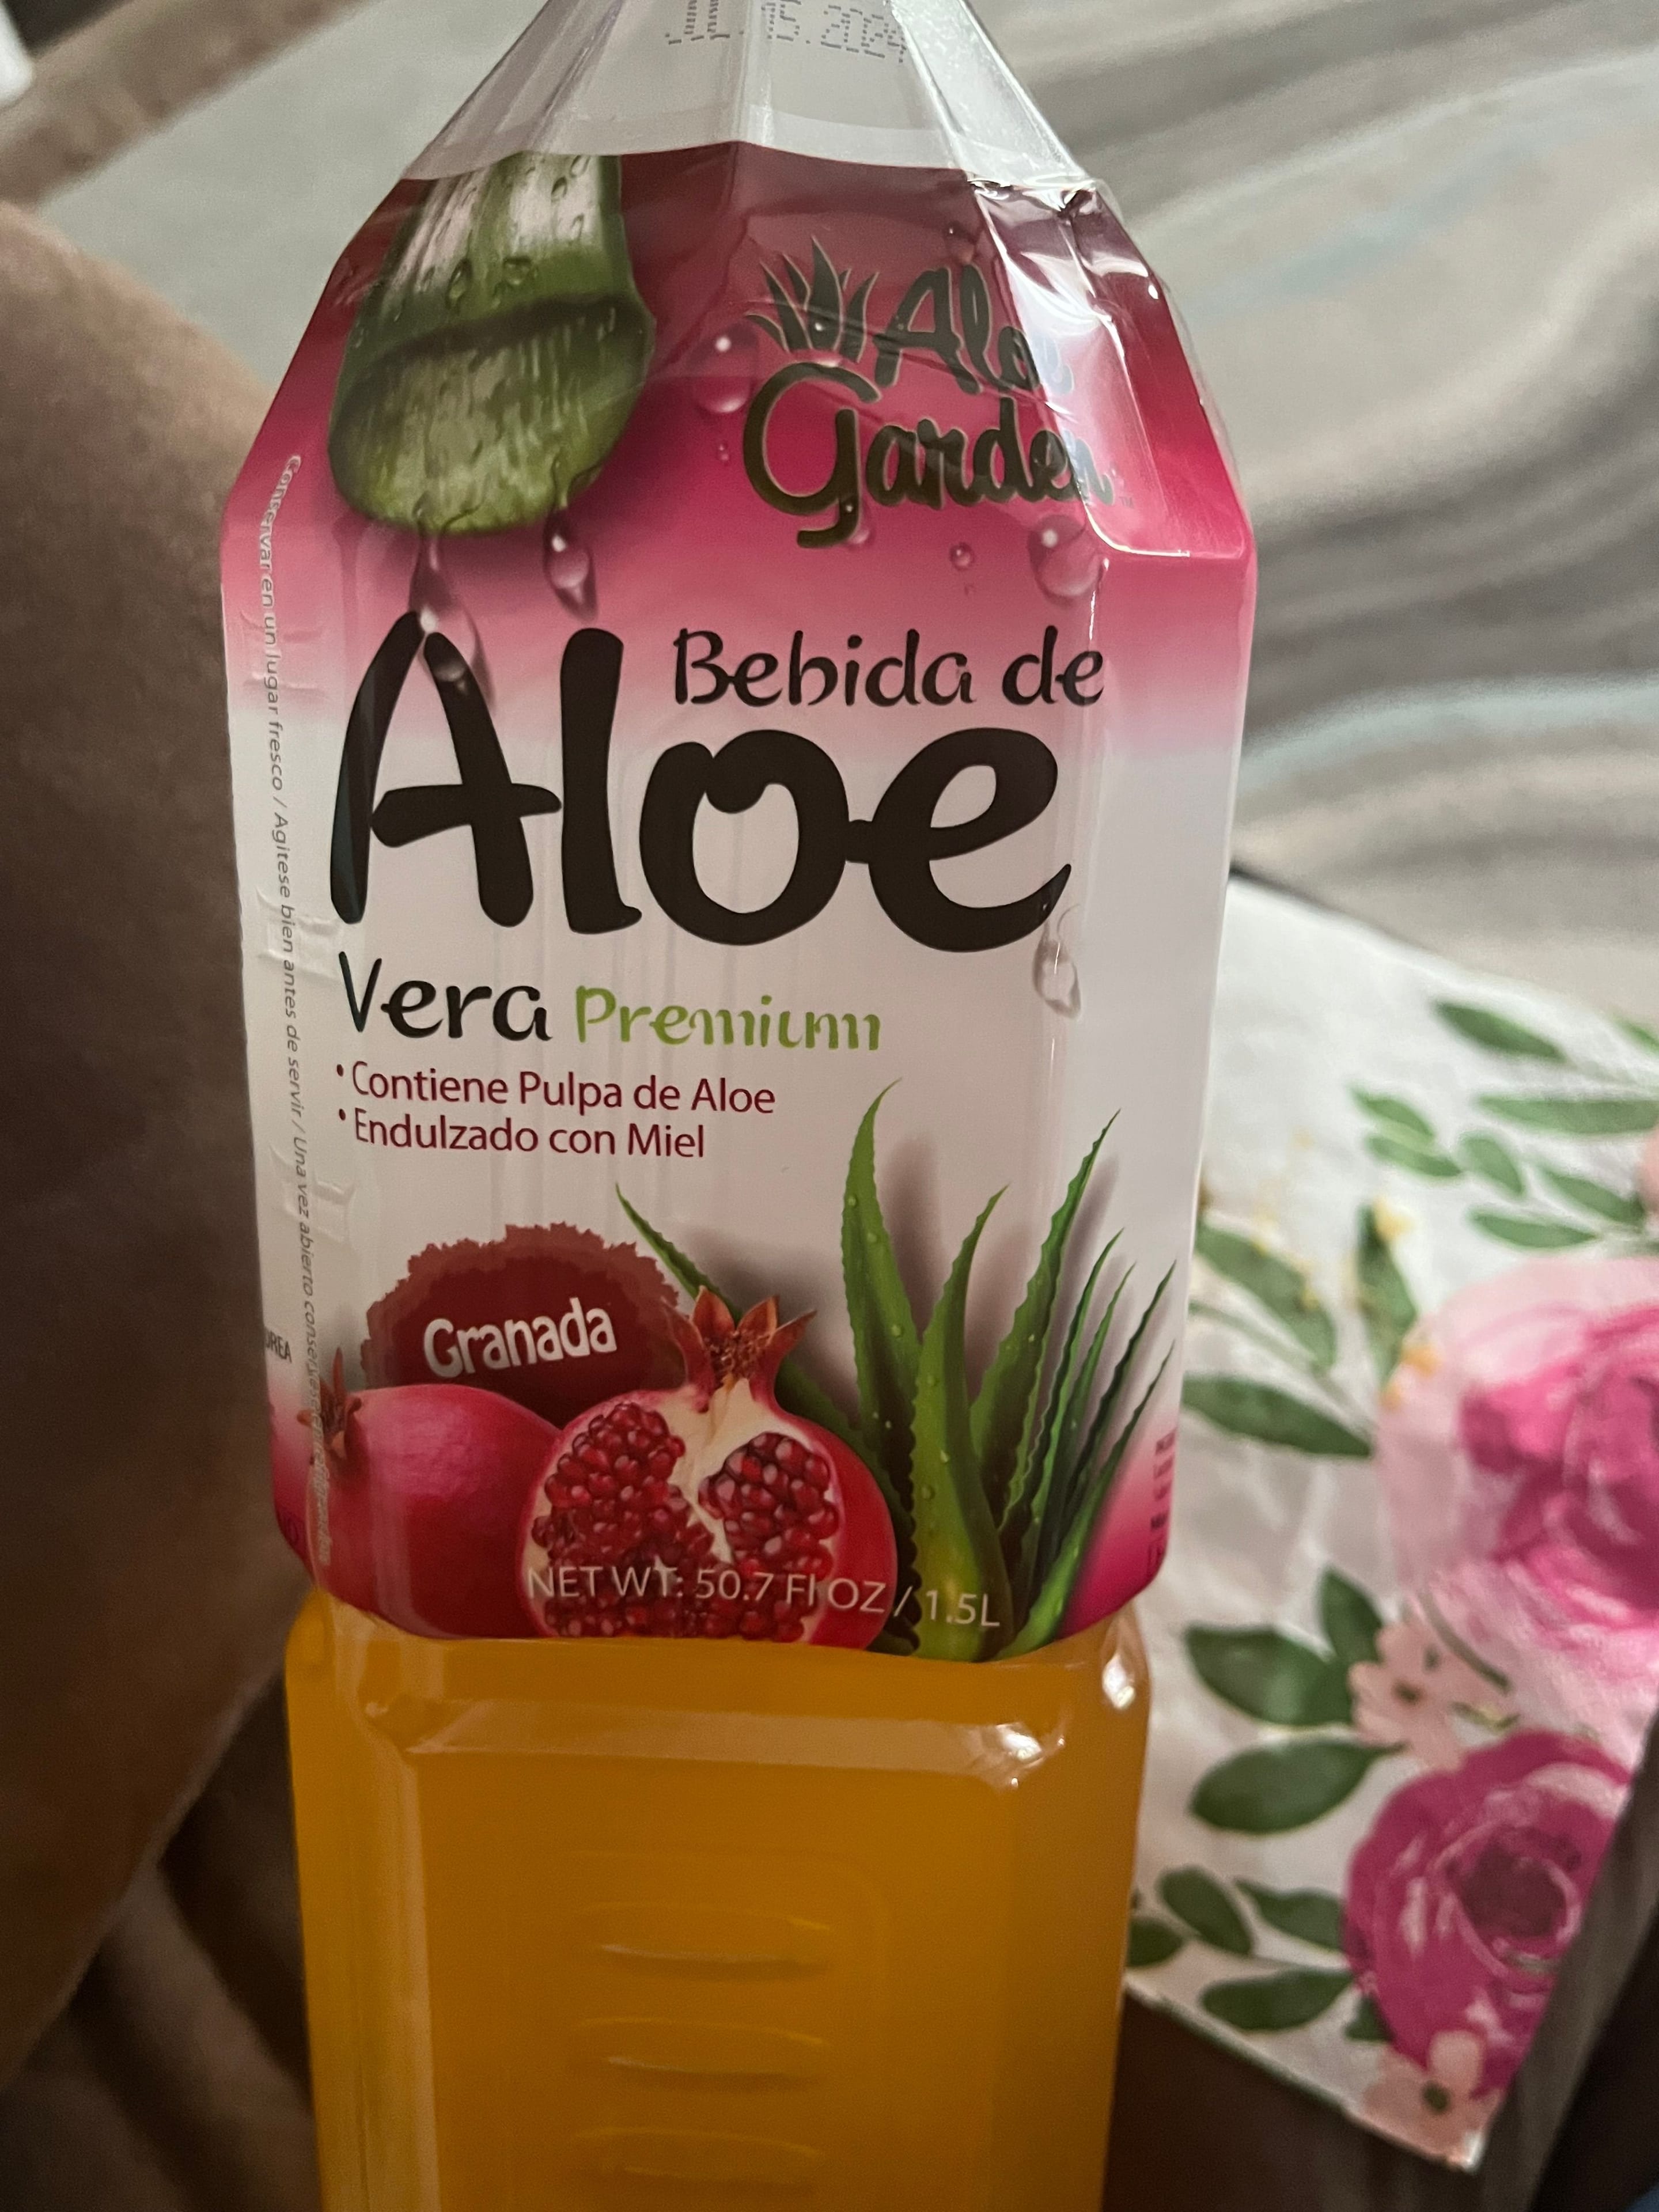 Aloe
Garden
Bebida de
Aloe
Vera Premium
• Contiene Pulpa de Aloe
• Endulzado con Miel
Granada
NET WT: 50.7 Fl OZ / 1.5L
Conservar en un lugar fresco / Agitese bien antes de servir / Una vez abierto